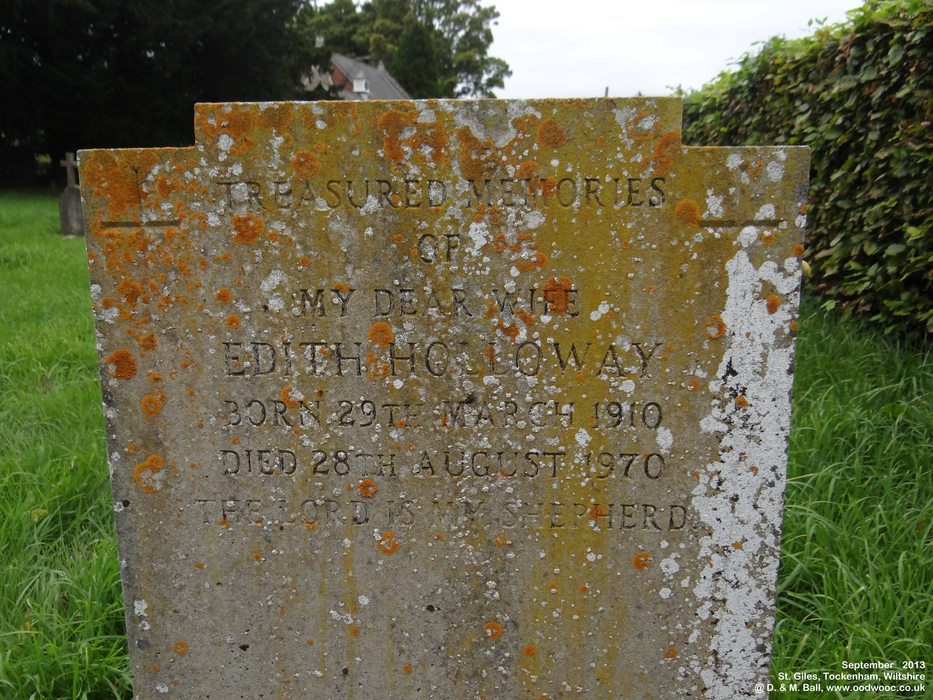 TREASURED MEMORIES
OF
MY DEAR WIFE
EDITH HOLLOWAY
BORN 29TH MARCH 1910
DIED 28TH AUGUST 1970
THE LORD IS MY SHEPHERD
September 2013
St. Giles, Tockenham, Wiltshire
@ D. & M. Ball, www.oodwooc.co.uk